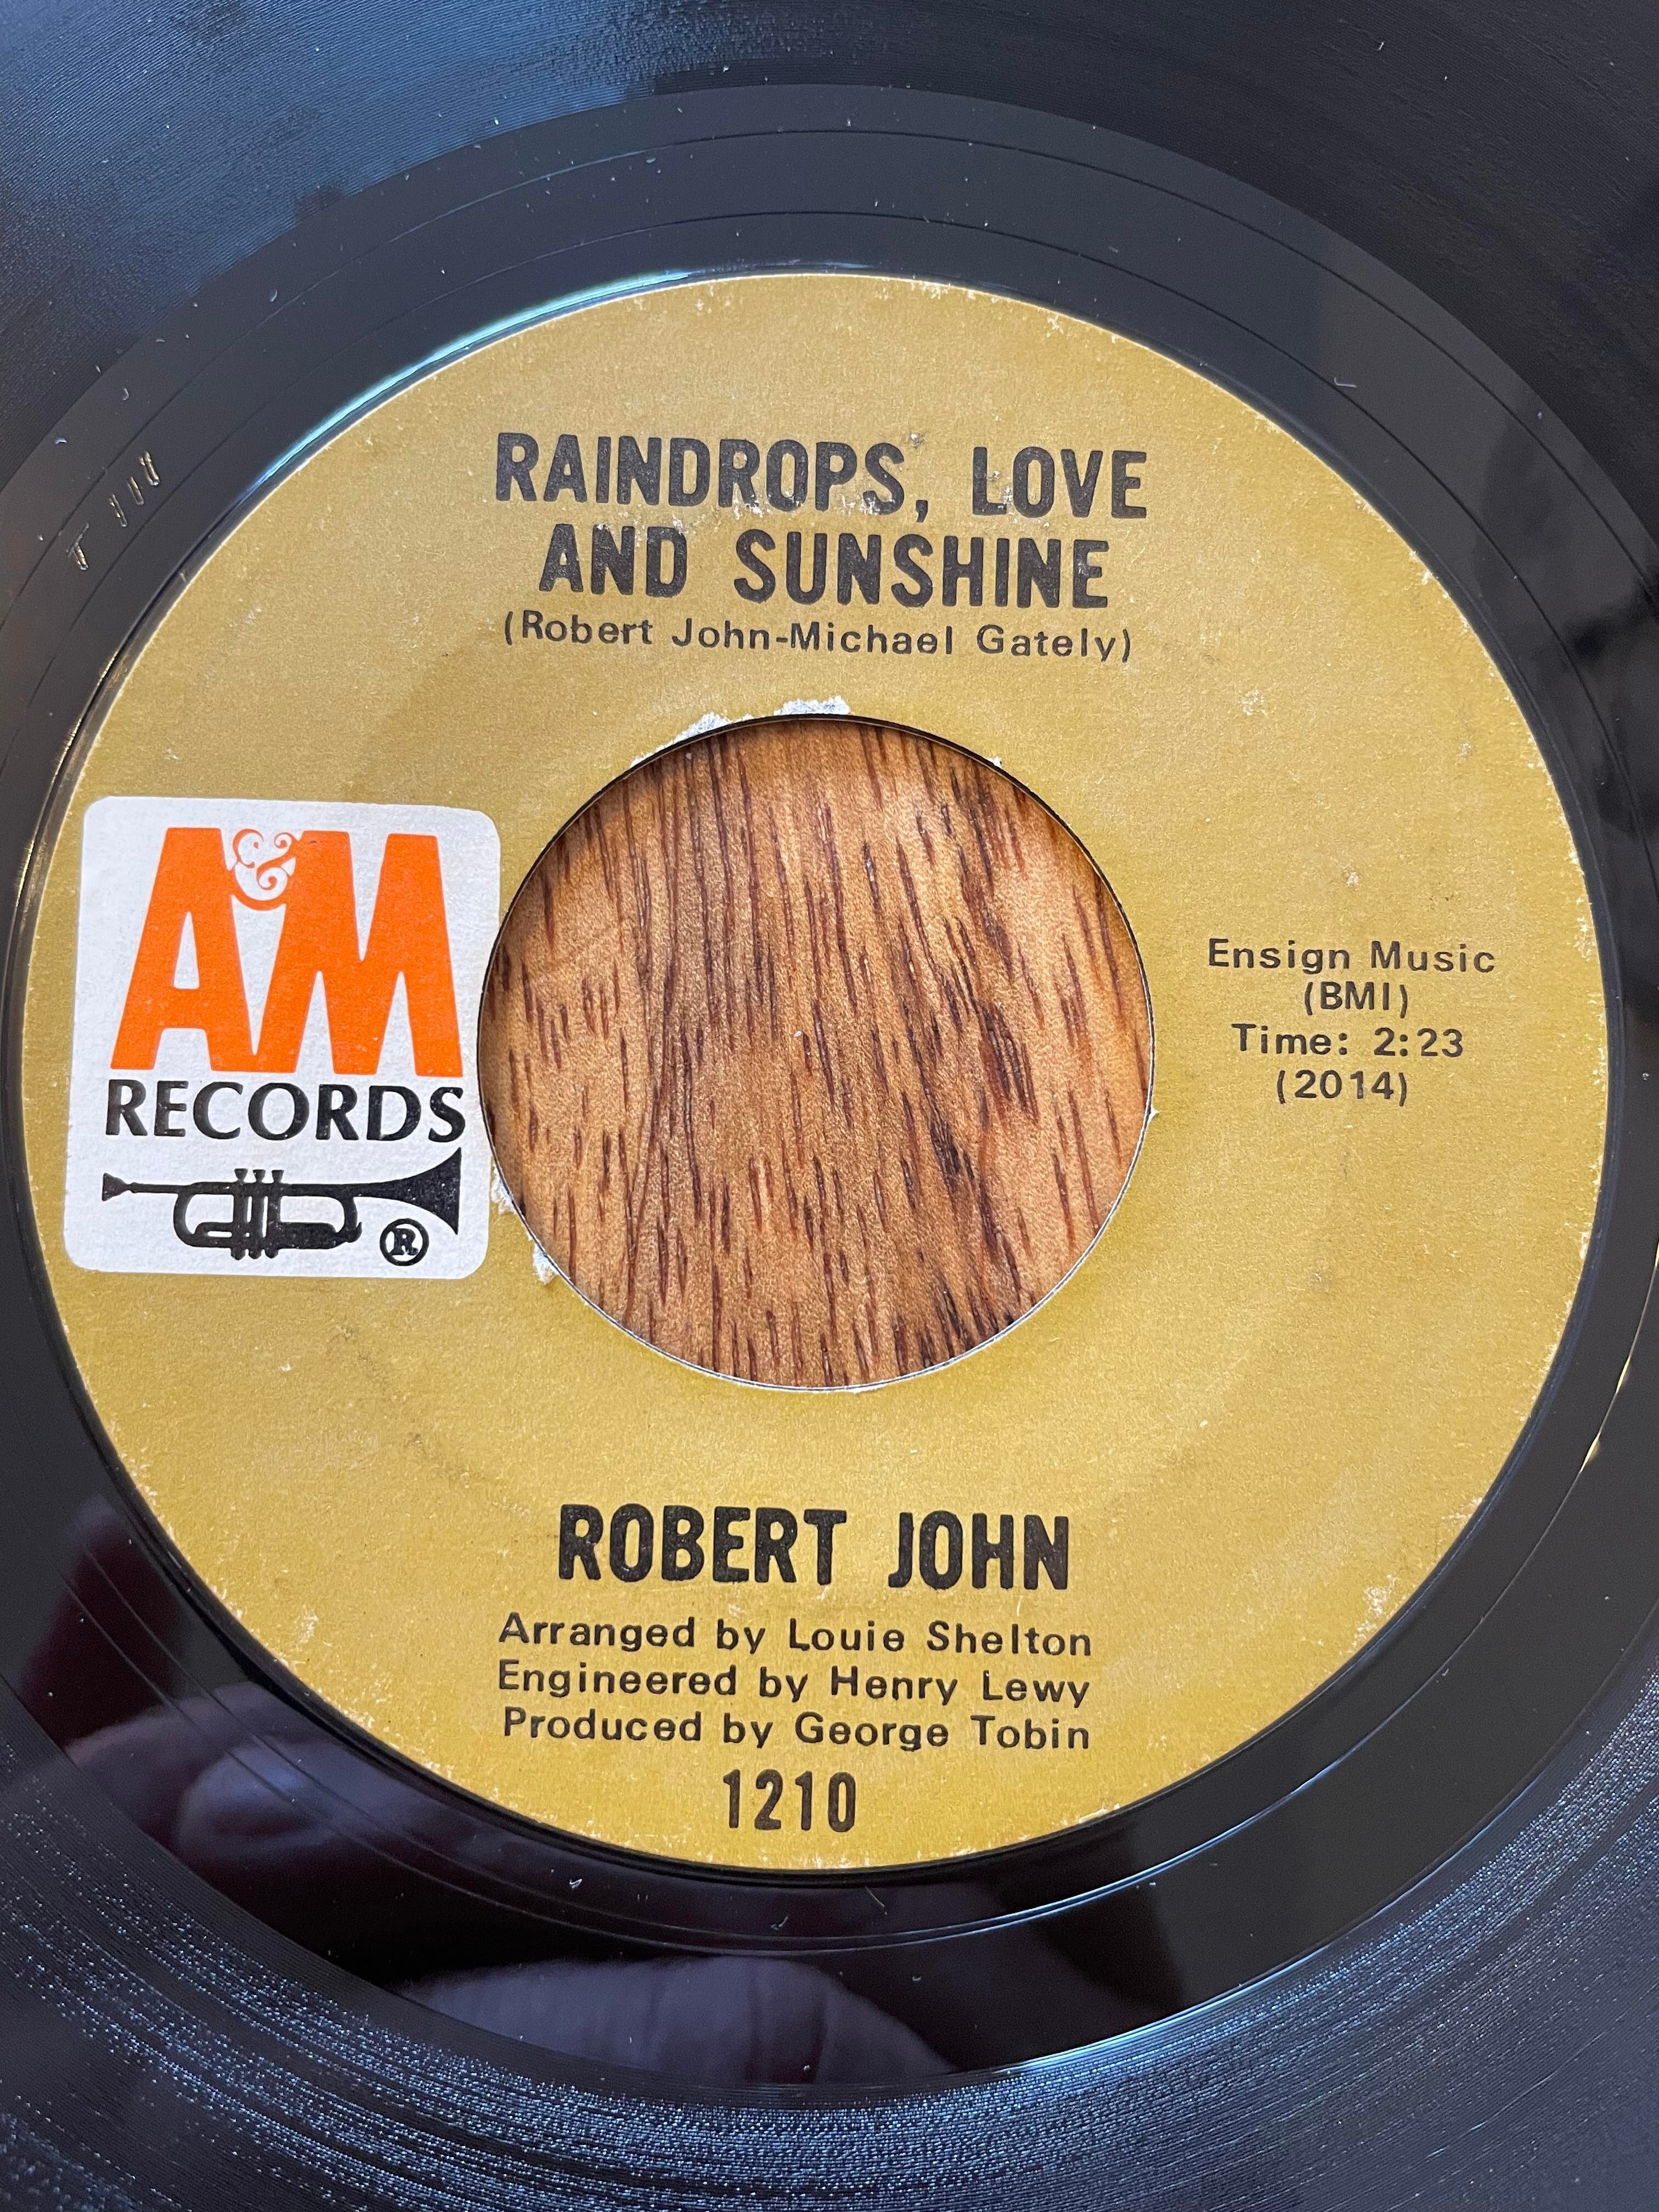 RAINDROPS, LOVE
AND SUNSHINE
(Robert John-Michael Gately)
A&M
RECORDS
®
Ensign Music
(BMI)
Time: 2:23
(2014)
ROBERT JOHN
Arranged by Louie Shelton
Engineered by Henry Lewy
Produced by George Tobin
1210